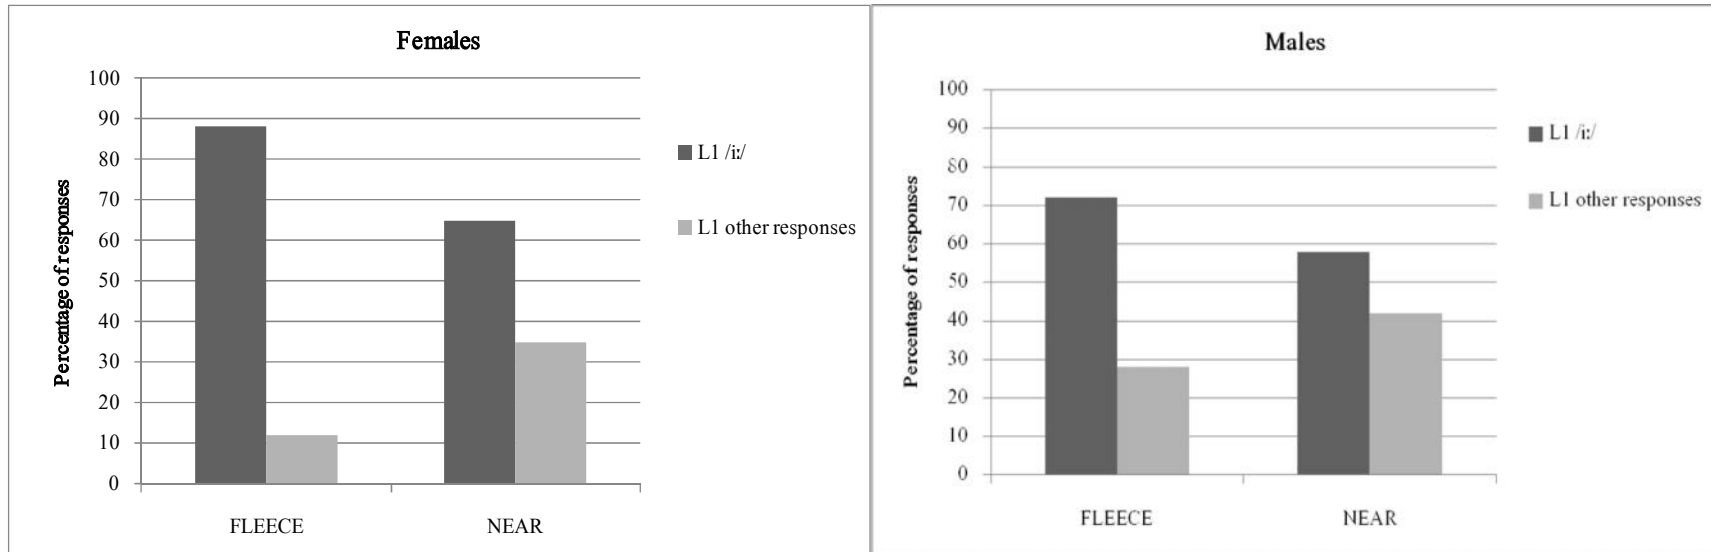 Females
Percentage of responses
100
90
80
70
60
50
40
30
20
10
0
FLEECE
NEAR
L1 /iː/
L1 other responses
Males
Percentage of responses
100
90
80
70
60
50
40
30
20
10
0
FLEECE
NEAR
L1 /iː/
L1 other responses